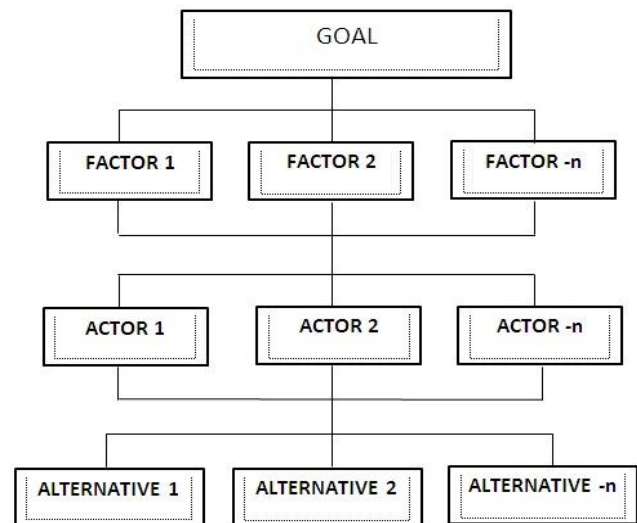 GOAL
FACTOR 1
FACTOR 2
FACTOR -n
ACTOR 1
ACTOR 2
ACTOR -n
ALTERNATIVE 1
ALTERNATIVE 2
ALTERNATIVE -n